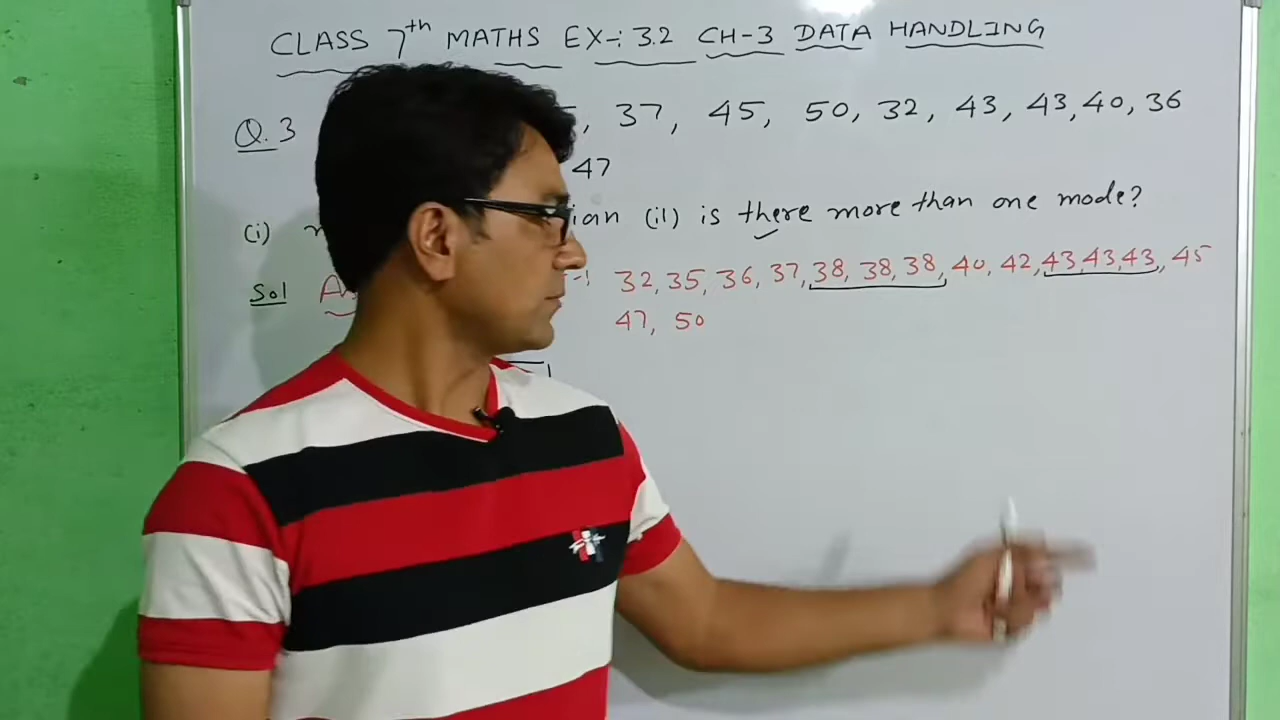 CLASS 7th MATHS EX-: 3.2 CH-3 DATA HANDLING
Q.3 , 37, 45, 50, 32, 43, 43, 40, 36
47
(i) (ii) is there more than one mode?
Sol 32, 35, 36, 37, 38, 38, 38, 40, 42, 43, 43, 43, 45
47, 50